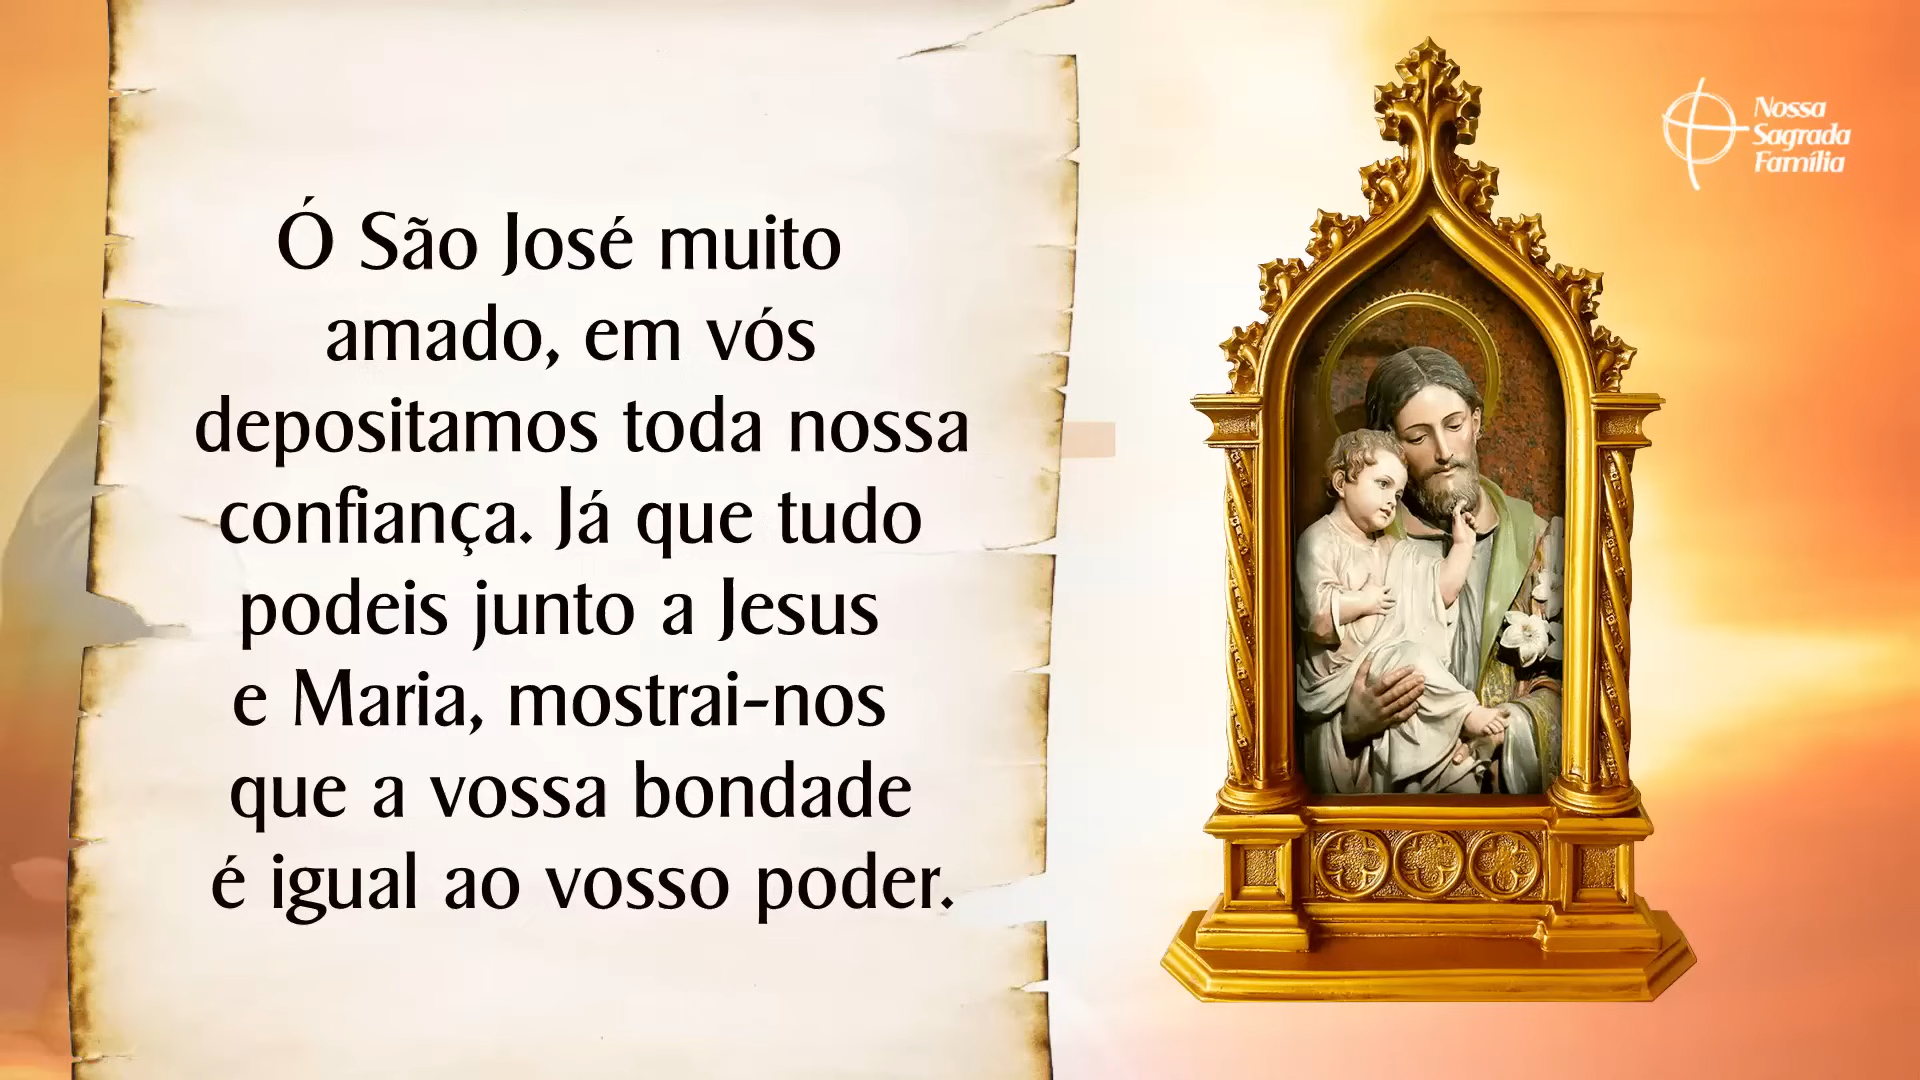 Ó São José muito
amado, em vós
depositamos toda nossa
confiança. Já que tudo
podeis junto a Jesus
e Maria, mostrai-nos
que a vossa bondade
é igual ao vosso poder.
Nossa
Sagrada
Família